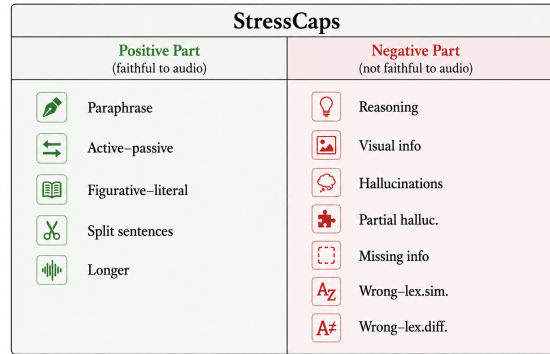 StressCaps
Positive Part
(faithful to audio)
Paraphrase
Active–passive
Figurative–literal
Split sentences
Longer
Negative Part
(not faithful to audio)
Reasoning
Visual info
Hallucinations
Partial halluc.
Missing info
AZ Wrong–lex.sim.
A≠ Wrong–lex.diff.